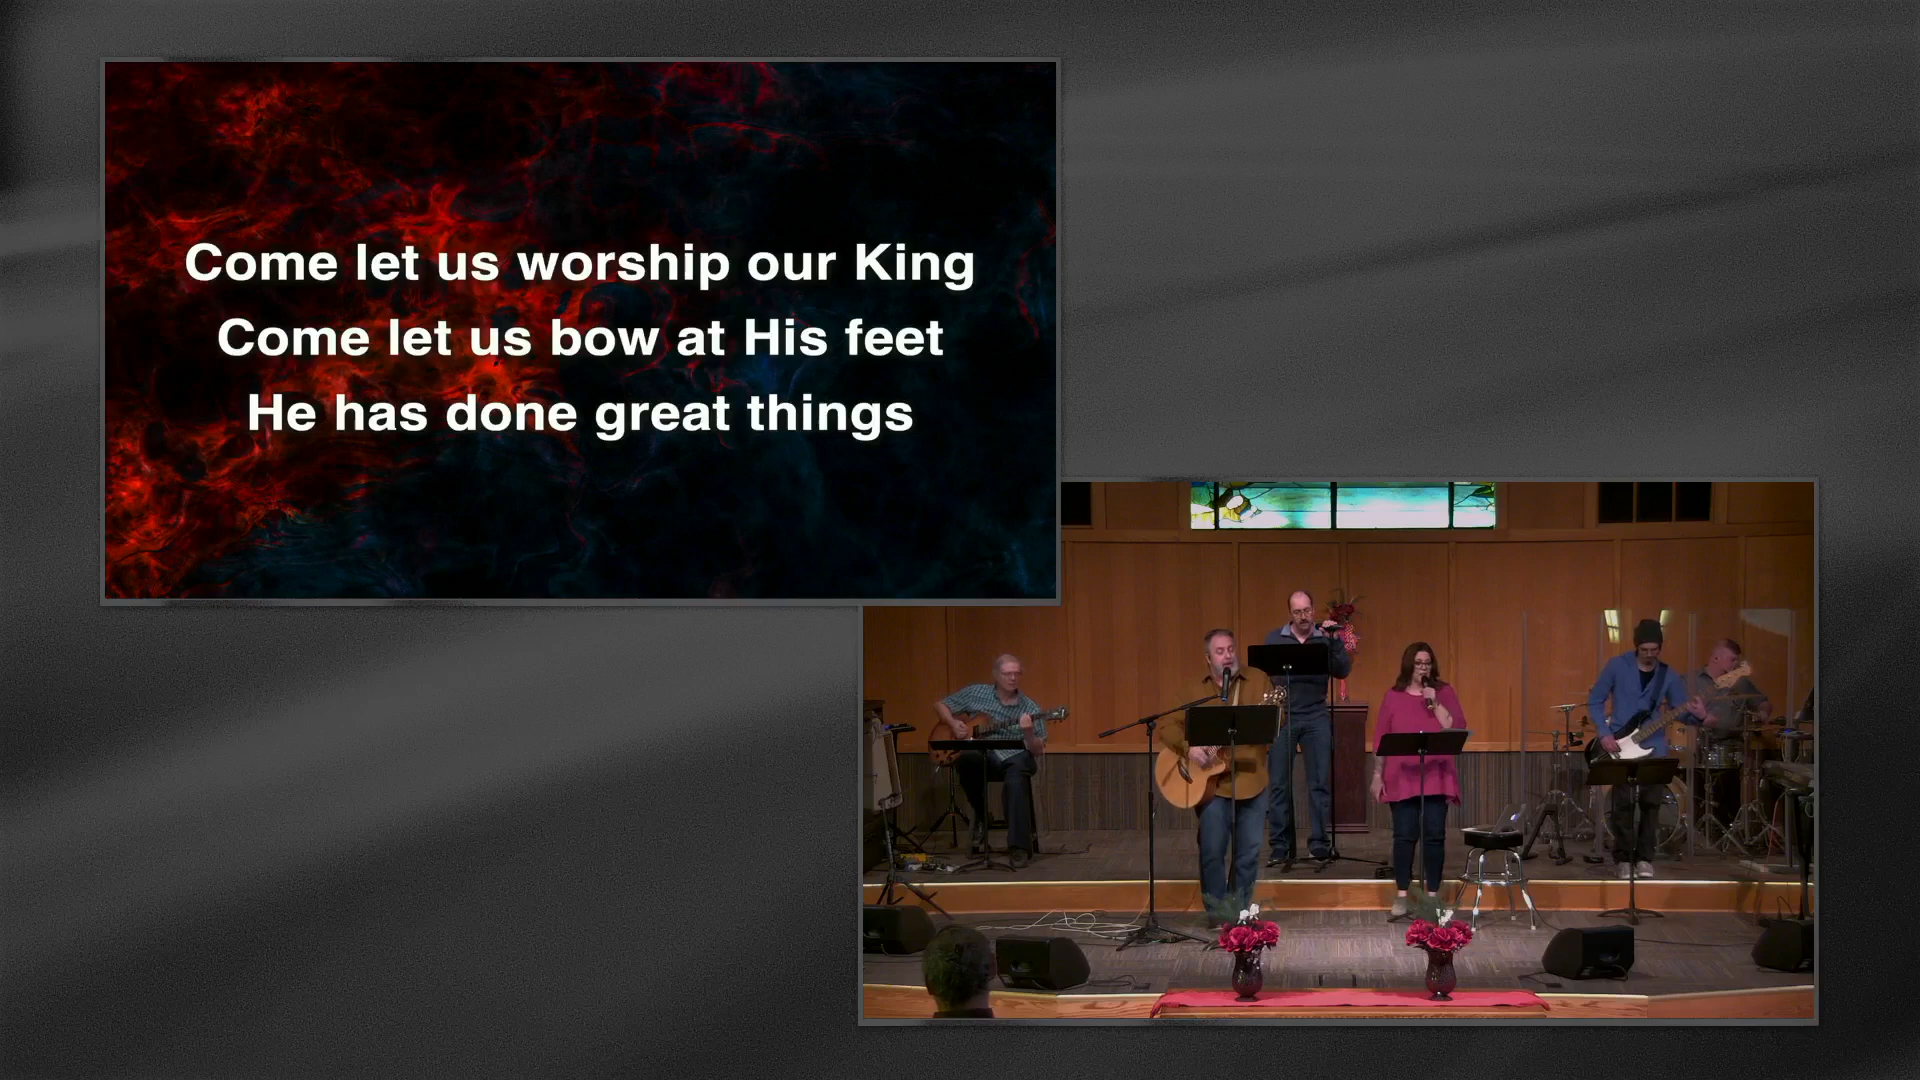 Come let us worship our King
Come let us bow at His feet
He has done great things